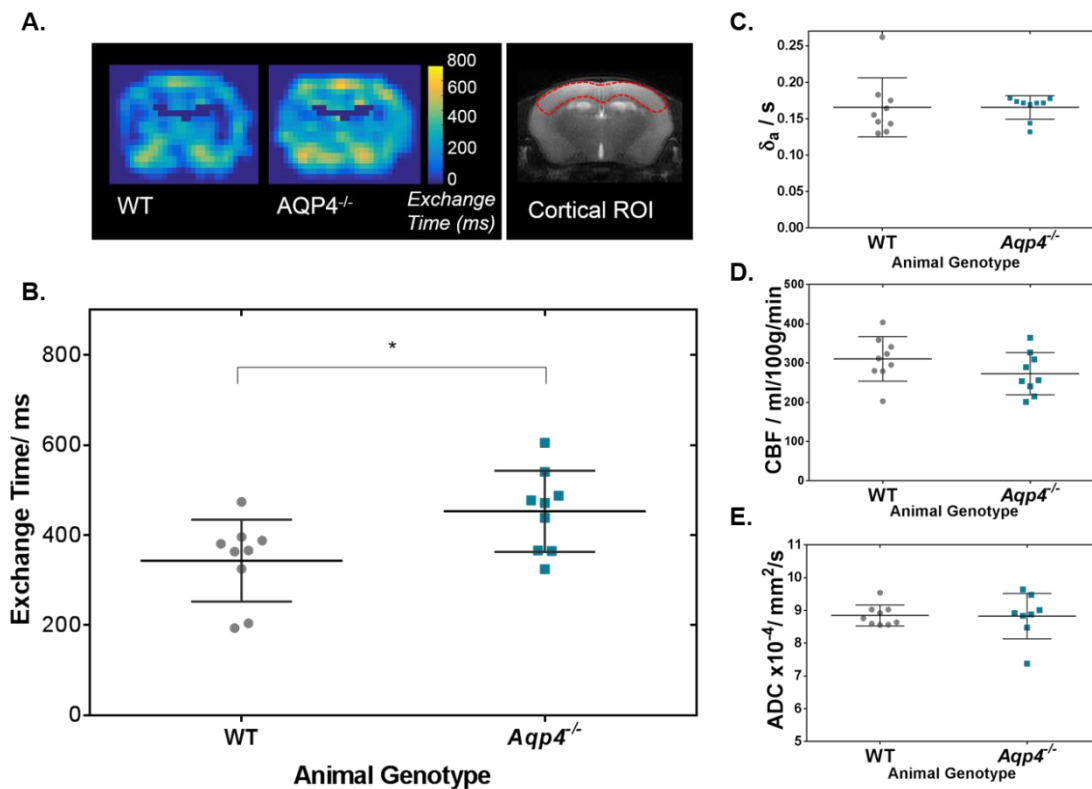 A.
800
600
400
200
0
WT
AQP4-/-
Exchange
Time (ms)
Cortical ROI
B.
*
800
600
400
200
0
Exchange Time/ ms
WT
Aqp4-/-
Animal Genotype
C.
0.25
0.20
0.15
0.10
0.05
0.00
δa / s
WT
Aqp4-/-
Animal Genotype
D.
500
400
300
200
100
0
CBF / ml/100g/min
WT
Aqp4-/-
Animal Genotype
E.
11
10
9
8
7
6
5
ADC x10-4/ mm2/s
WT
Aqp4-/-
Animal Genotype